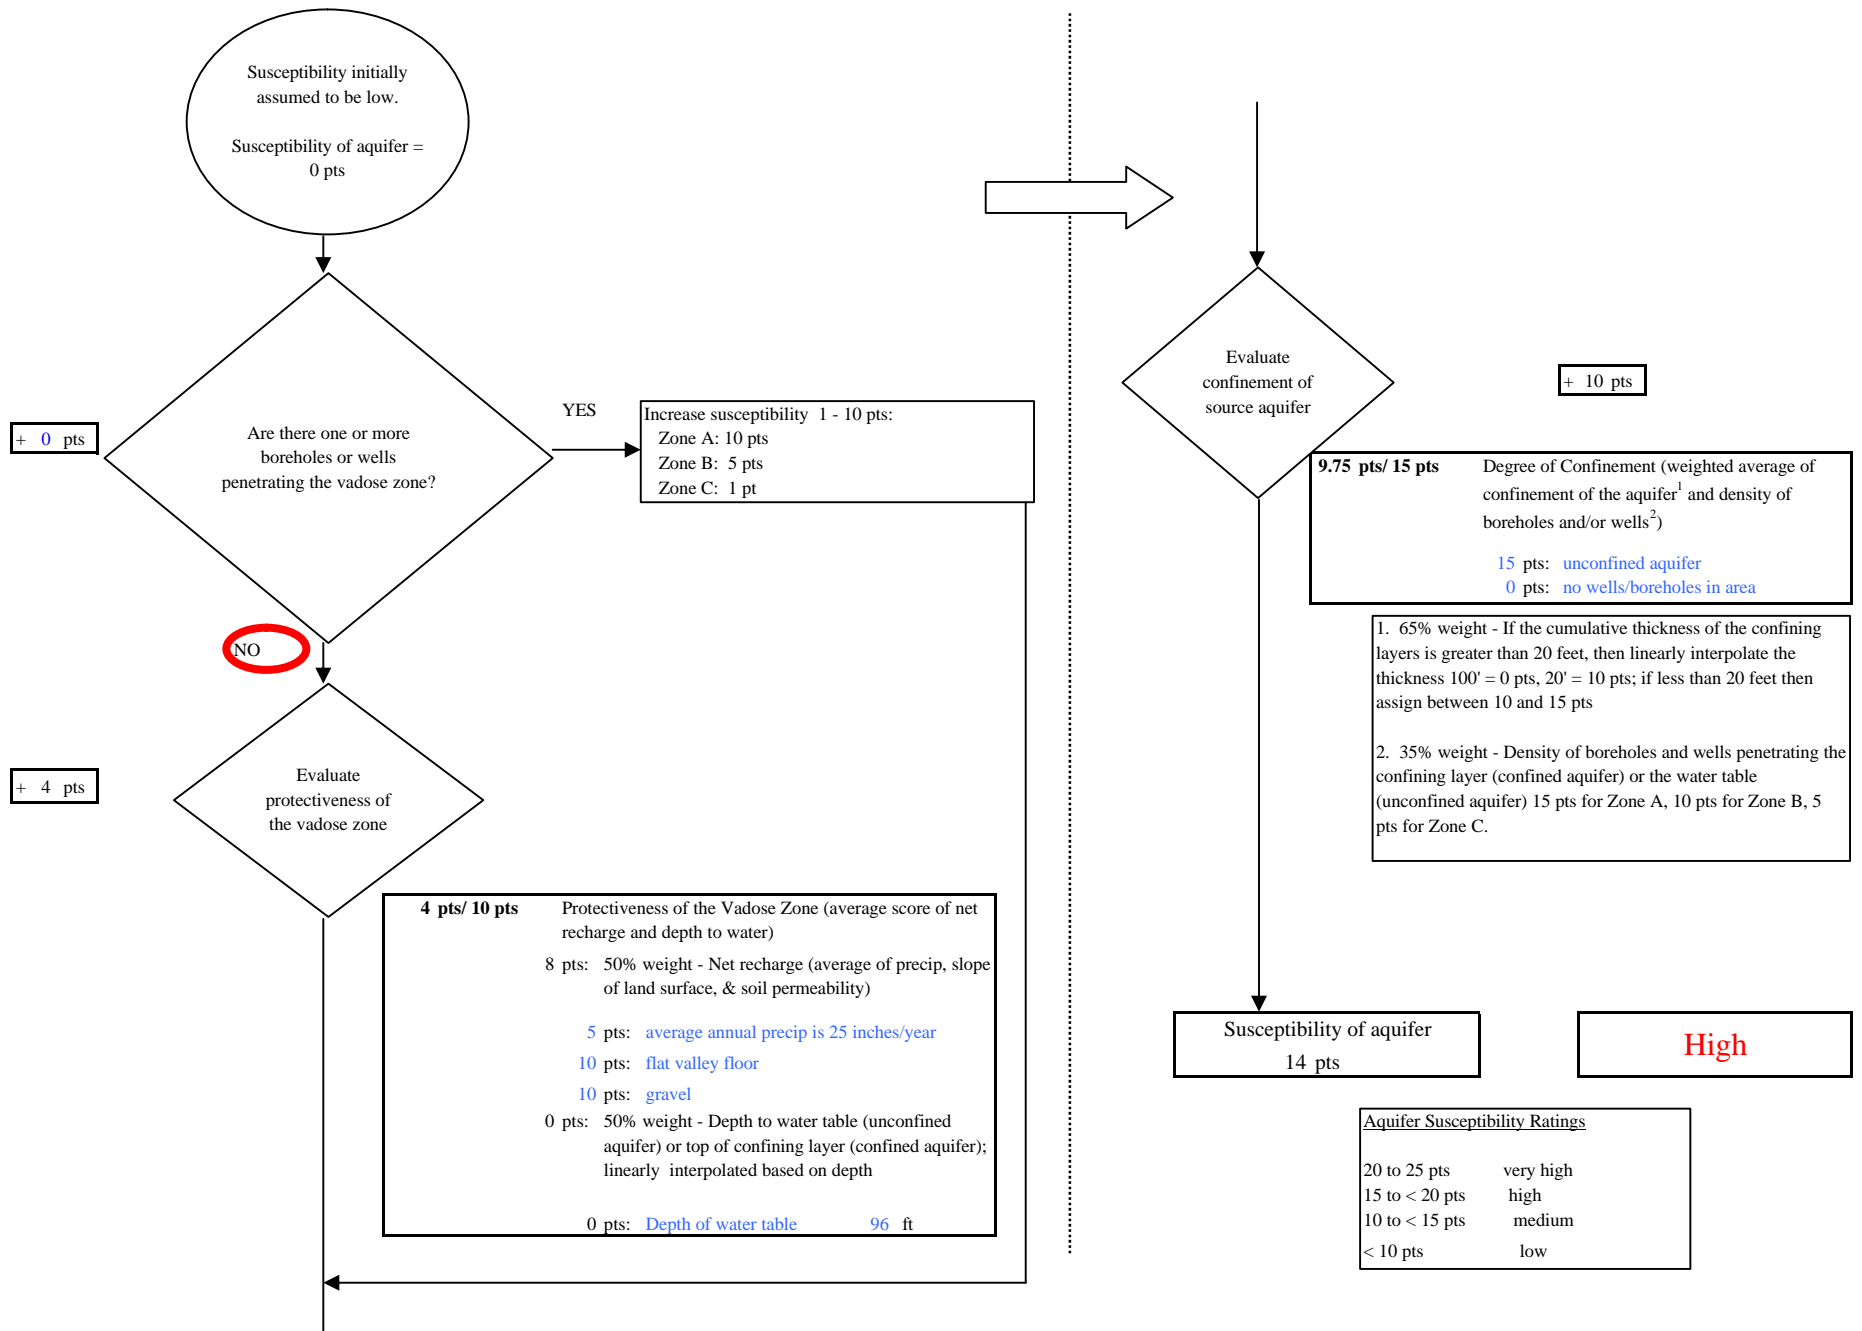 Susceptibility initially
assumed to be low.
Susceptibility of aquifer =
0 pts
+ 0 pts
Are there one or more
boreholes or wells
penetrating the vadose zone?
YES
Increase susceptibility 1 - 10 pts:
Zone A: 10 pts
Zone B: 5 pts
Zone C: 1 pt
NO
+ 4 pts
Evaluate
protectiveness of
the vadose zone
4 pts/ 10 pts Protectiveness of the Vadose Zone (average score of net
recharge and depth to water)
8 pts: 50% weight - Net recharge (average of precip, slope
of land surface, & soil permeability)
5 pts: average annual precip is 25 inches/year
10 pts: flat valley floor
10 pts: gravel
0 pts: 50% weight - Depth to water table (unconfined
aquifer) or top of confining layer (confined aquifer);
linearly interpolated based on depth
0 pts: Depth of water table 96 ft
Evaluate
confinement of
source aquifer
+ 10 pts
9.75 pts/ 15 pts Degree of Confinement (weighted average of
confinement of the aquifer1 and density of
boreholes and/or wells2)
15 pts: unconfined aquifer
0 pts: no wells/boreholes in area
1. 65% weight - If the cumulative thickness of the confining
layers is greater than 20 feet, then linearly interpolate the
thickness 100' = 0 pts, 20' = 10 pts; if less than 20 feet then
assign between 10 and 15 pts
2. 35% weight - Density of boreholes and wells penetrating the
confining layer (confined aquifer) or the water table
(unconfined aquifer) 15 pts for Zone A, 10 pts for Zone B, 5
pts for Zone C.
Susceptibility of aquifer
14 pts
High
Aquifer Susceptibility Ratings
20 to 25 pts very high
15 to < 20 pts high
10 to < 15 pts medium
< 10 pts low